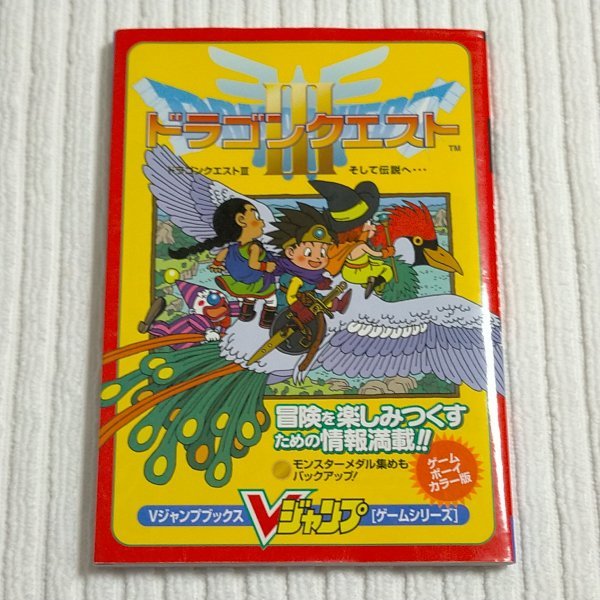 III
ドラゴンクエスト
TM
ドラゴンクエストIII
そして伝説へ…
冒険を楽しみつくす
ための情報満載!!
モンスターメダル集めも
バックアップ!
ゲーム
ボーイ
カラー版
Vジャンプブックス
Vジャンプ
[ゲームシリーズ]